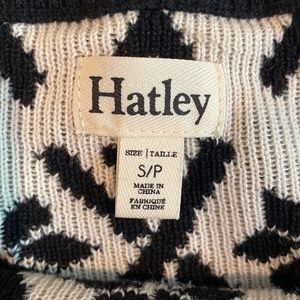 Hatley
SIZE | TAILLE
S/P
MADE IN
CHINA
FABRIQUÉ
EN CHINE